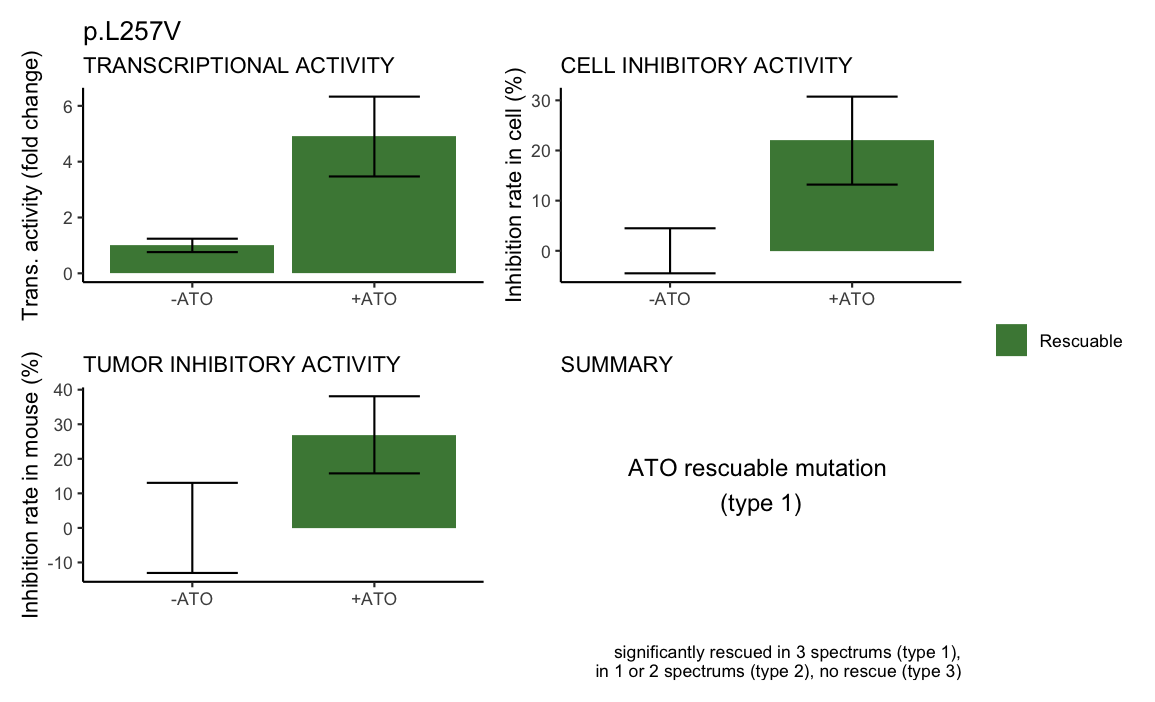 p.L257V
TRANSCRIPTIONAL ACTIVITY
Trans. activity (fold change)
6
4
2
0
-ATO
+ATO
CELL INHIBITORY ACTIVITY
Inhibition rate in cell (%)
30
20
10
0
-ATO
+ATO
Rescuable
TUMOR INHIBITORY ACTIVITY
Inhibition rate in mouse (%)
40
30
20
10
0
-10
-ATO
+ATO
SUMMARY
ATO rescuable mutation
(type 1)
significantly rescued in 3 spectrums (type 1),
in 1 or 2 spectrums (type 2), no rescue (type 3)